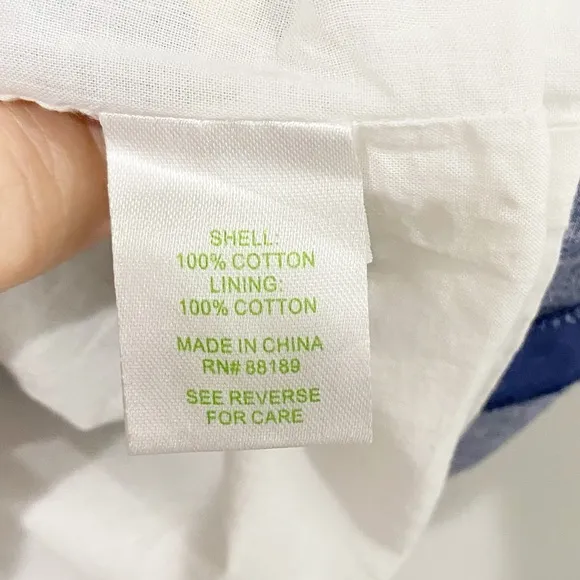 SHELL:
100% COTTON
LINING:
100% COTTON
MADE IN CHINA
RN# 88189
SEE REVERSE
FOR CARE